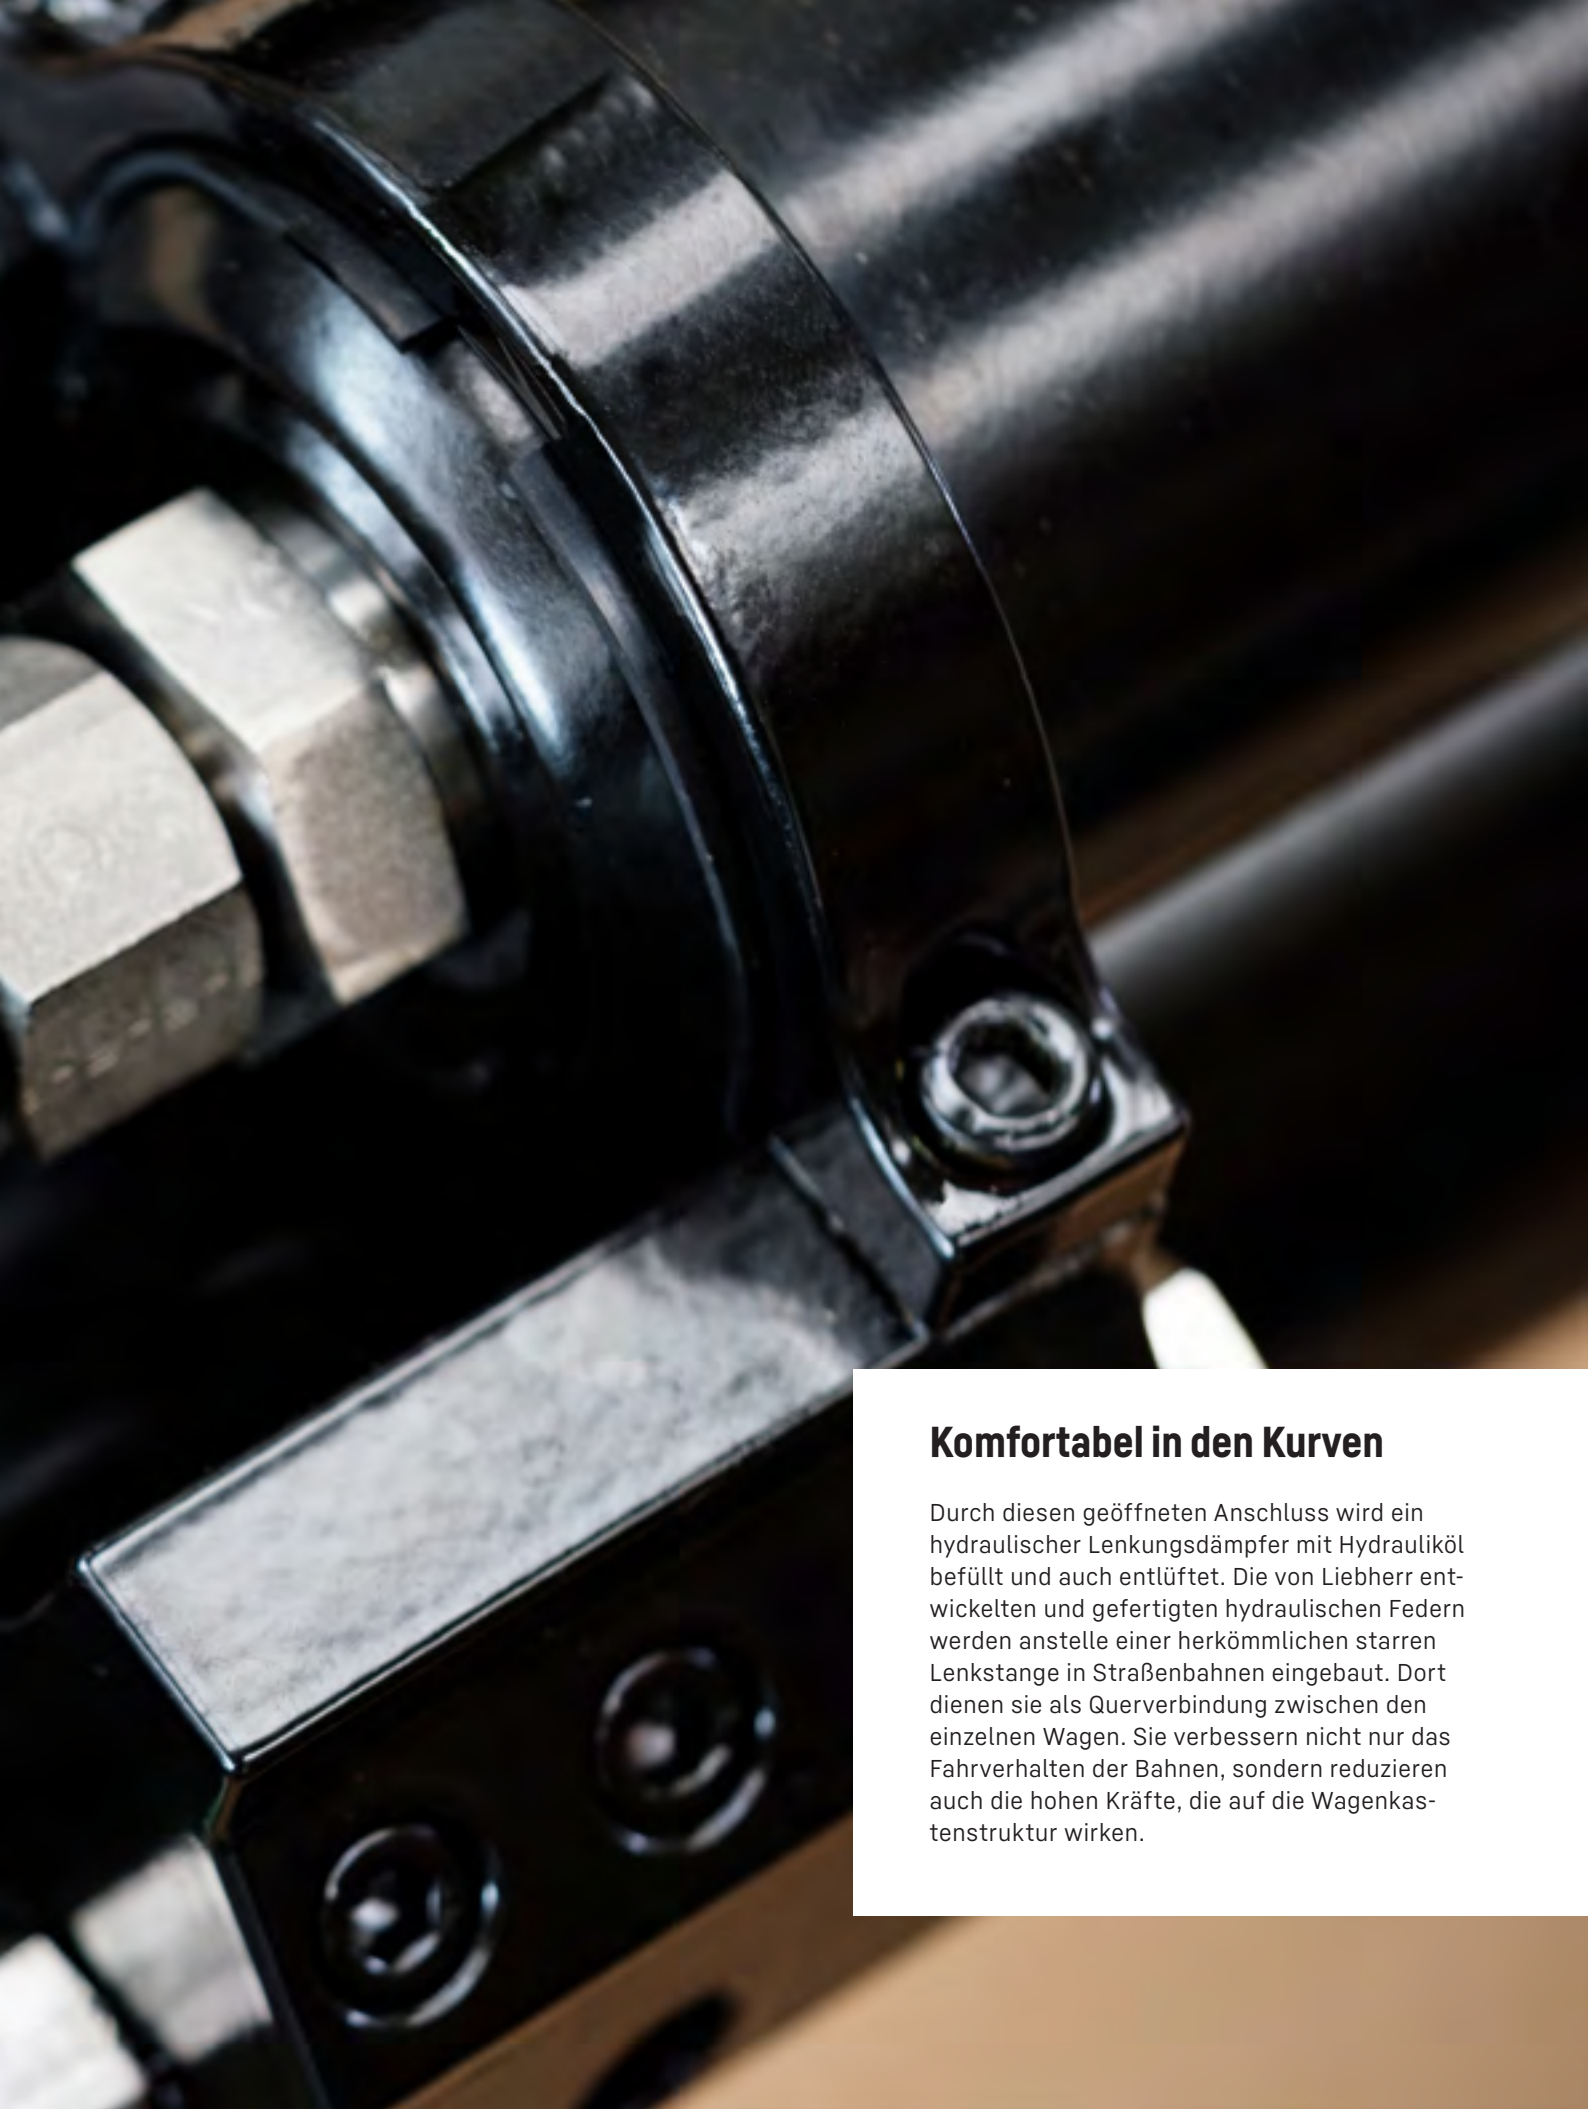 Komfortabel in den Kurven
Durch diesen geöffneten Anschluss wird ein
hydraulischer Lenkungsdämpfer mit Hydrauliköl
befüllt und auch entlüftet. Die von Liebherr ent-
wickelten und gefertigten hydraulischen Federn
werden anstelle einer herkömmlichen starren
Lenkstange in Straßenbahnen eingebaut. Dort
dienen sie als Querverbindung zwischen den
einzelnen Wagen. Sie verbessern nicht nur das
Fahrverhalten der Bahnen, sondern reduzieren
auch die hohen Kräfte, die auf die Wagenkas-
tenstruktur wirken.